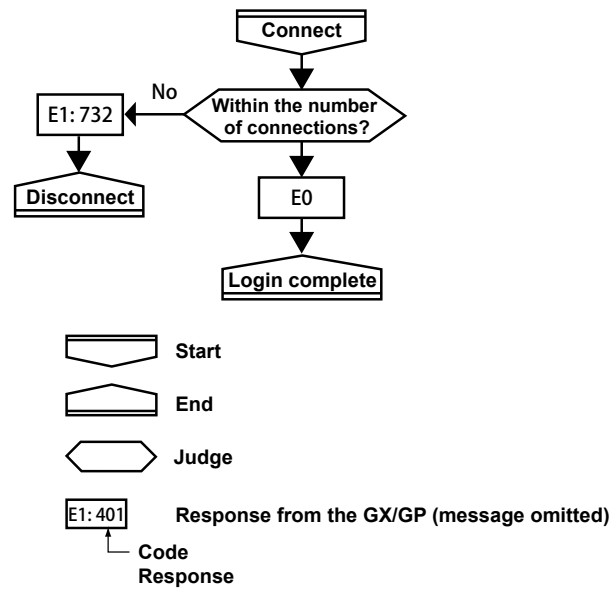 Connect
Within the number
of connections?
No
E1: 732
Disconnect
E0
Login complete
Start
End
Judge
E1: 401
Response from the GX/GP (message omitted)
Code
Response